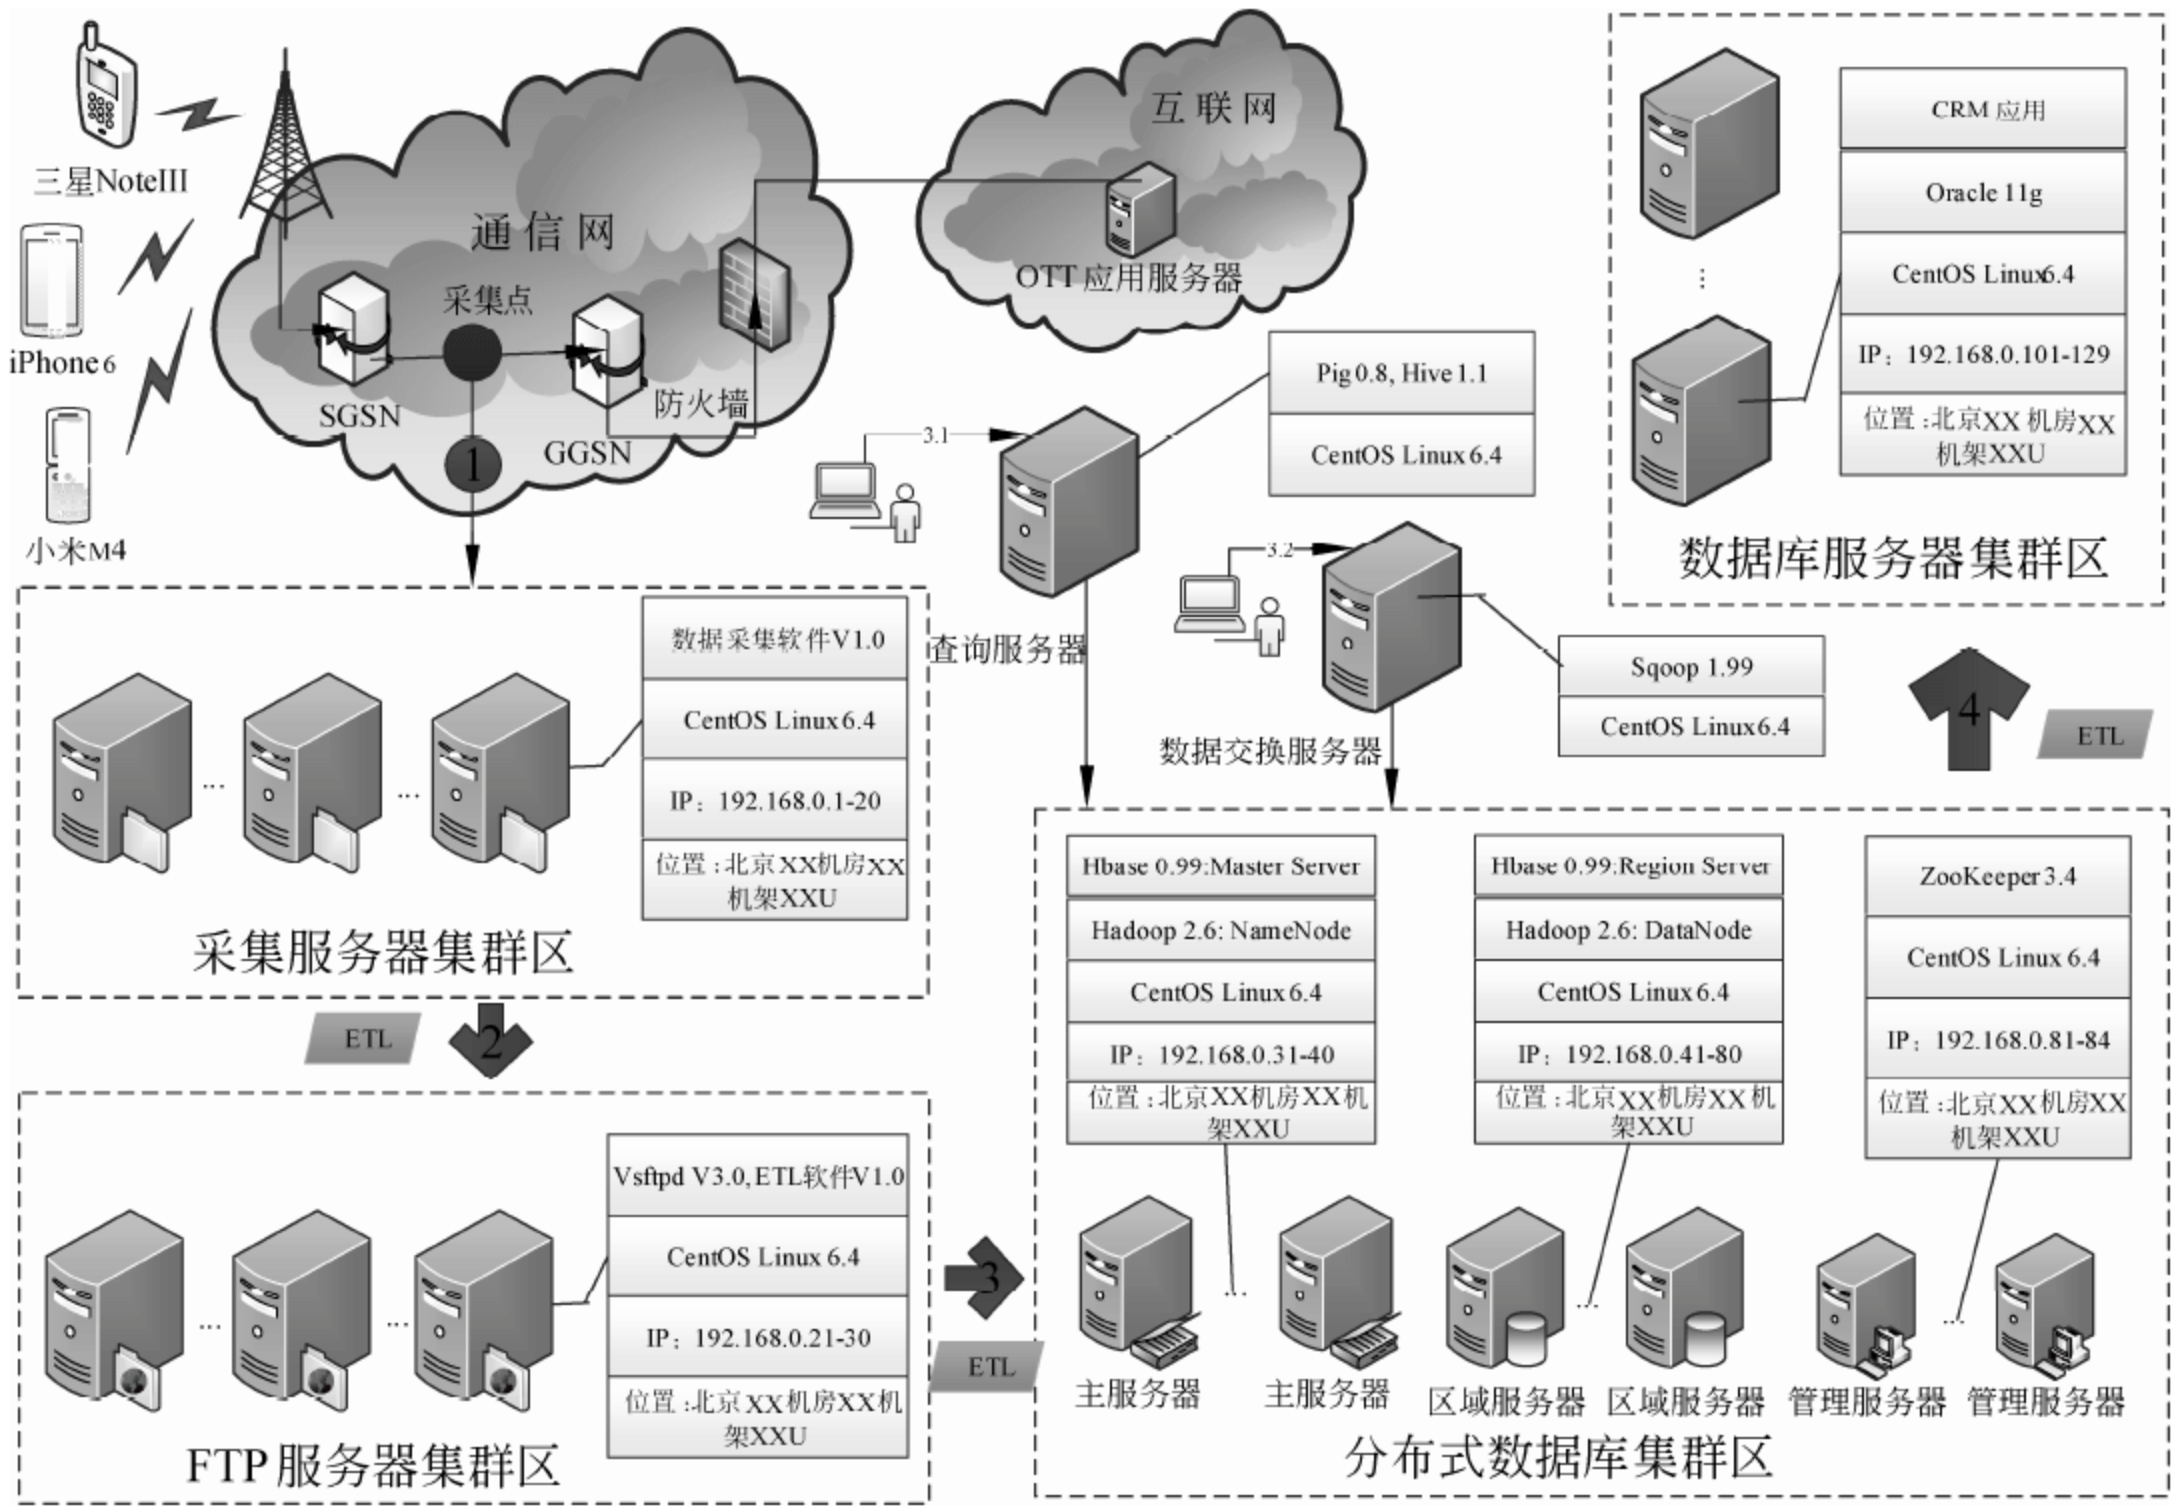 三星NoteIII
iPhone6
小米M4
通信网
采集点
SGSN
GGSN
防火墙
1
互联网
OTT应用服务器
3.1
查询服务器
Pig 0.8, Hive 1.1
CentOS Linux 6.4
3.2
数据交换服务器
Sqoop 1.99
CentOS Linux 6.4
CRM 应用
Oracle 11g
CentOS Linux6.4
IP：192.168.0.101-129
位置：北京XX机房XX
机架XXU
数据库服务器集群区
4
ETL
数据采集软件V1.0
CentOS Linux 6.4
IP：192.168.0.1-20
位置：北京XX机房XX
机架XXU
采集服务器集群区
ETL
2
Vsftpd V3.0,ETL软件V1.0
CentOS Linux 6.4
IP：192.168.0.21-30
位置：北京XX机房XX机
架XXU
FTP服务器集群区
3
ETL
Hbase 0.99:Master Server
Hadoop 2.6: NameNode
CentOS Linux 6.4
IP：192.168.0.31-40
位置：北京XX机房XX机
架XXU
Hbase 0.99:Region Server
Hadoop 2.6: DataNode
CentOS Linux 6.4
IP：192.168.0.41-80
位置：北京XX机房XX机
架XXU
ZooKeeper 3.4
CentOS Linux 6.4
IP：192.168.0.81-84
位置：北京XX机房XX
机架XXU
主服务器
主服务器
区域服务器
区域服务器
管理服务器
管理服务器
分布式数据库集群区